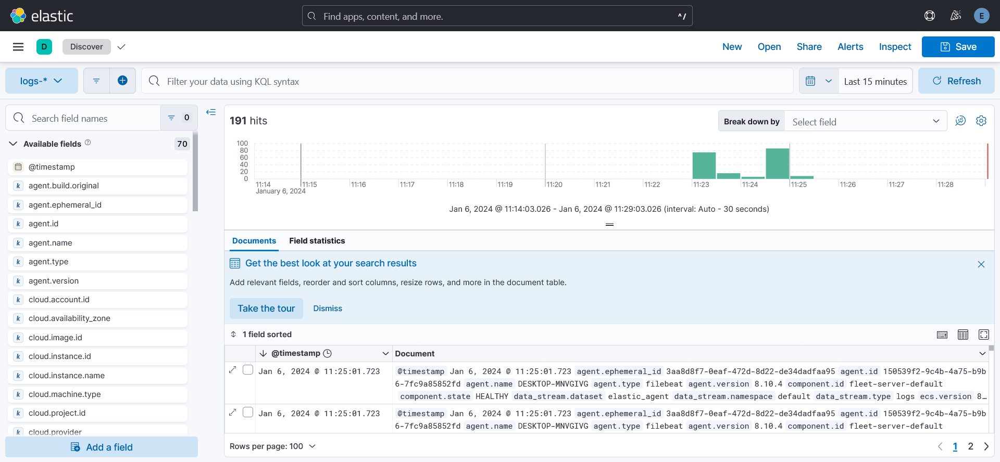 elastic
Find apps, content, and more.
^/
E
D
Discover
New
Open
Share
Alerts
Inspect
Save
logs-*
Filter your data using KQL syntax
Last 15 minutes
Refresh
Search field names
0
Available fields
70
@timestamp
k agent.build.original
k agent.ephemeral_id
k agent.id
k agent.name
k agent.type
k agent.version
k cloud.account.id
k cloud.availability_zone
k cloud.image.id
k cloud.instance.id
k cloud.instance.name
k cloud.machine.type
k cloud.project.id
k cloud.provider
Add a field
191 hits
Break down by
Select field
100
80
60
40
20
0
11:14 11:15 11:16 11:17 11:18 11:19 11:20 11:21 11:22 11:23 11:24 11:25 11:26 11:27 11:28
January 6, 2024
Jan 6, 2024 @ 11:14:03.026 - Jan 6, 2024 @ 11:29:03.026 (interval: Auto - 30 seconds)
Documents
Field statistics
Get the best look at your search results
Add relevant fields, reorder and sort columns, resize rows, and more in the document table.
Take the tour
Dismiss
1 field sorted
@timestamp
Document
Jan 6, 2024 @ 11:25:01.723
@timestamp Jan 6, 2024 @ 11:25:01.723 agent.ephemeral_id 3aa8d8f7-0eaf-472d-8d22-de34dadfaa95 agent.id 150539f2-9c4b-4a75-b9b
6-7fc9a85852fd agent.name DESKTOP-MNVGIVG agent.type filebeat agent.version 8.10.4 component.id fleet-server-default
component.state HEALTHY data_stream.dataset elastic_agent data_stream.namespace default data_stream.type logs ecs.version 8…
Jan 6, 2024 @ 11:25:01.723
@timestamp Jan 6, 2024 @ 11:25:01.723 agent.ephemeral_id 3aa8d8f7-0eaf-472d-8d22-de34dadfaa95 agent.id 150539f2-9c4b-4a75-b9b
6-7fc9a85852fd agent.name DESKTOP-MNVGIVG agent.type filebeat agent.version 8.10.4 component.id fleet-server-default
Rows per page: 100
1 2